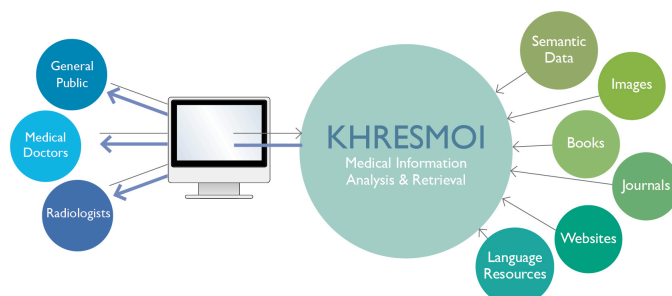 General
Public
Medical
Doctors
Radiologists
KHRESMOI
Medical Information
Analysis & Retrieval
Semantic
Data
Images
Books
Journals
Websites
Language
Resources